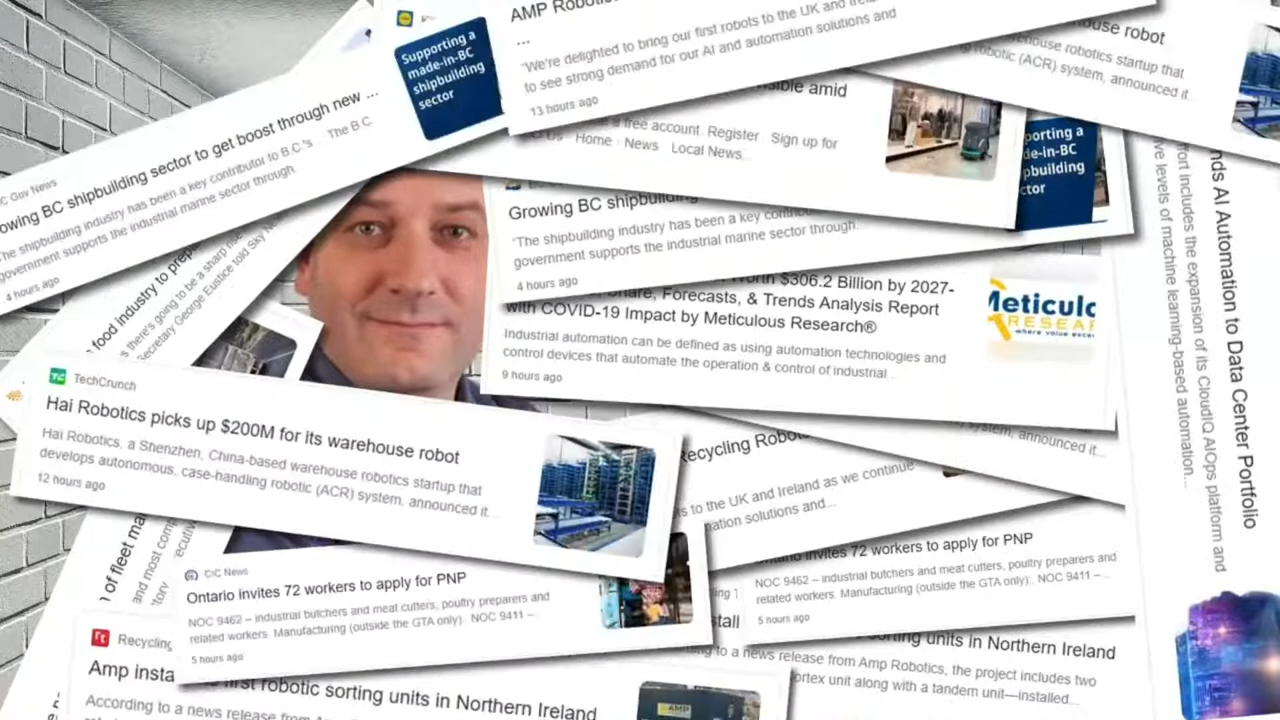 AMP Robotics
...
"We're delighted to bring our first robots to the UK and
to see strong demand for our AI and automation solutions and
13 hours ago
Supporting a
made-in-BC
shipbuilding
sector
robot
house robotics startup that
robotic (ACR) system, announced it...
amid
a free account. Register Sign up for
Home News Local News...
porting a
de-in-BC
pbuilding
ctor
Gov News
owing BC shipbuilding sector to get boost through new ...
The shipbuilding industry has been a key contributor to B.C.'s The B.C.
government supports the industrial marine sector through
4 hours ago
Growing BC shipbuilding
"The shipbuilding industry has been a key
government supports the industrial marine sector through.
4 hours ago
food industry to
there's going to be a sharp rise
Secretary George Eustice told Sky
Worth $306.2 Billion by 2027-
Share, Forecasts, & Trends Analysis Report
with COVID-19 Impact by Meticulous Research®
Industrial automation can be defined as using automation technologies and
control devices that automate the operation & control of industrial...
9 hours ago
Meticulo
RESEAR
where value excee
nds AI Automation to Data Center Portfolio
fort includes the expansion of its CloudIQ AIOps platform and
ve levels of machine learning-based automation...
TechCrunch
Hai Robotics picks up $200M for its warehouse robot
Hai Robotics, a Shenzhen, China-based warehouse robotics startup that
develops autonomous, case-handling robotic (ACR) system, announced it...
12 hours ago
system, announced it...
Recycling Robo
to the UK and Ireland as we continue
solutions and...
of fleet
and most
CIC News
Ontario invites 72 workers to apply for PNP
NOC 9462 – industrial butchers and meat cutters, poultry preparers and
related workers. Manufacturing (outside the GTA only). NOC 9411 –...
5 hours ago
invites 72 workers to apply for PNP
NOC 9462 – industrial butchers and meat cutters, poultry preparers and
related workers. Manufacturing (outside the GTA only). NOC 9411 –...
5 hours ago
sorting units in Northern Ireland
to a news release from Amp Robotics, the project includes two
ortex unit along with a tandem unit—installed...
Recycling
Amp insta
first robotic sorting units in Northern Ireland
According to a news release from
AMP